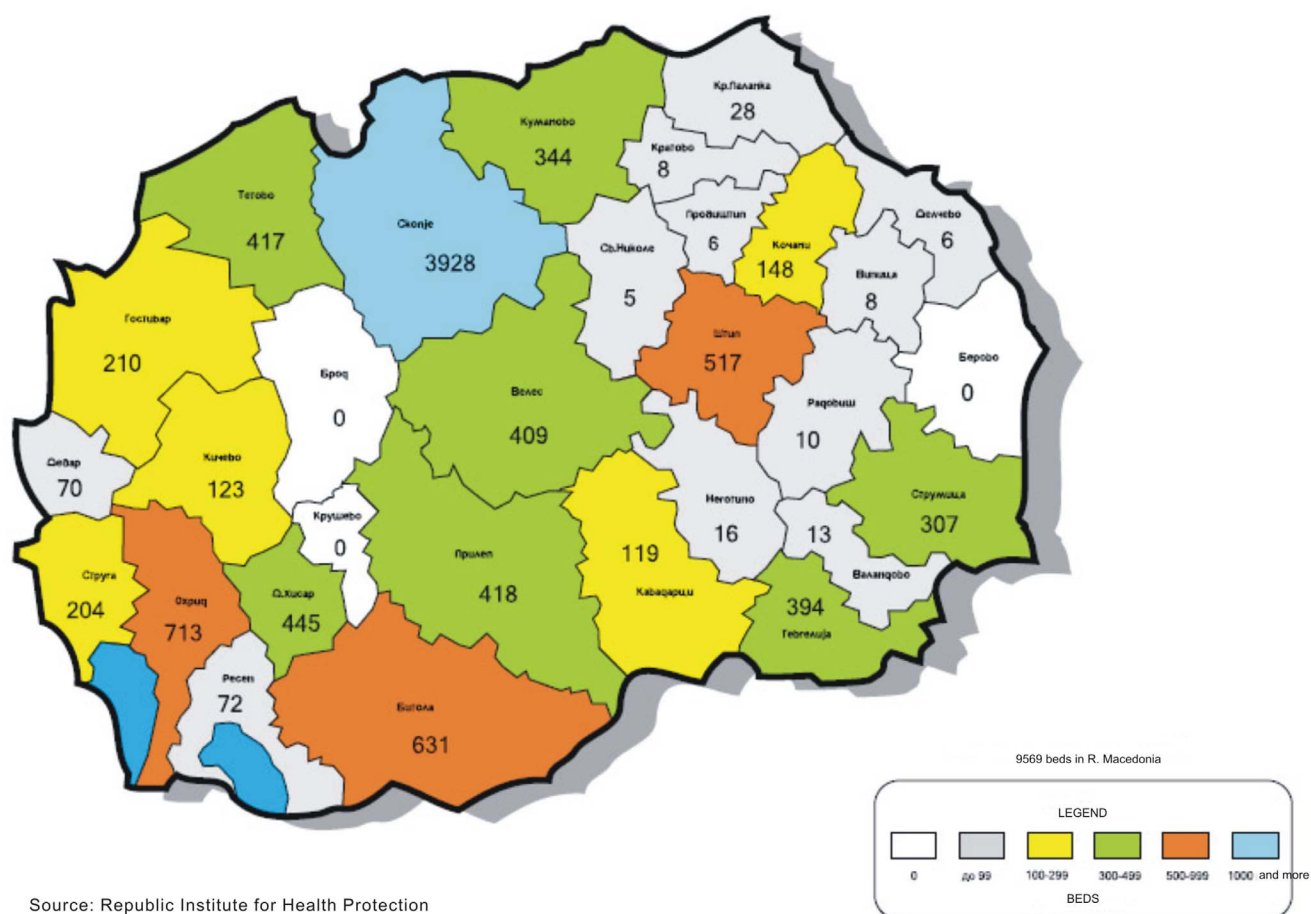 Кр.Паланка
28
Куманово
344
Кратово
8
Тетово
417
Скопје
3928
Пробиштип
6
Делчево
6
Св.Николе
5
Кочани
148
Виница
8
Гостивар
210
Штип
517
Берово
0
Брод
0
Велес
409
Радовиш
10
Дебар
70
Кичево
123
Крушево
0
Неготино
16
Струмица
307
13
Валандово
Струга
204
Охрид
713
Д.Хисар
445
Прилеп
418
119
Кавадарци
394
Гевгелија
Ресен
72
Битола
631
9569 beds in R. Macedonia
LEGEND
0 до 99 100-299 300-499 500-999 1000 and more
BEDS
Source: Republic Institute for Health Protection